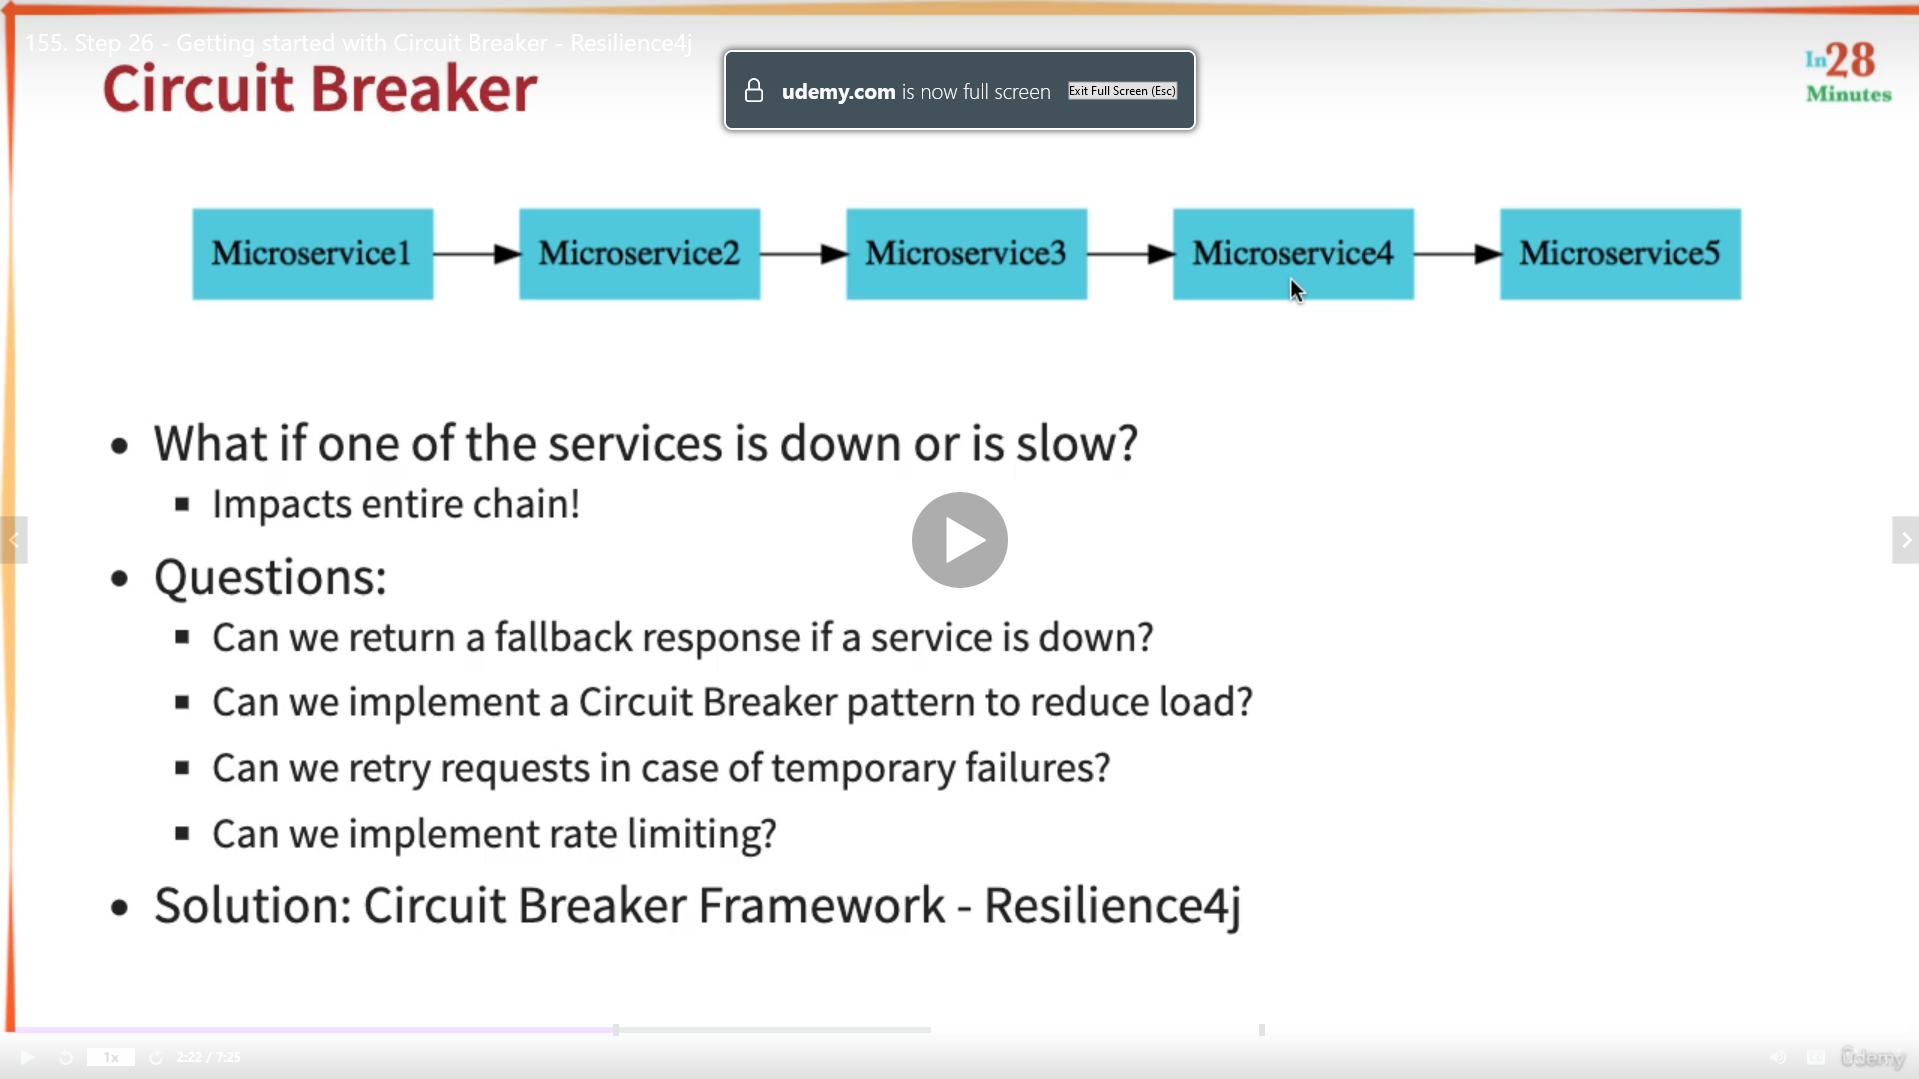 155. Step 26 - Getting started with Circuit Breaker - Resilience4j
Circuit Breaker
udemy.com is now full screen
Exit Full Screen (Esc)
In28
Minutes
Microservice1
Microservice2
Microservice3
Microservice4
Microservice5
• What if one of the services is down or is slow?
▪ Impacts entire chain!
• Questions:
▪ Can we return a fallback response if a service is down?
▪ Can we implement a Circuit Breaker pattern to reduce load?
▪ Can we retry requests in case of temporary failures?
▪ Can we implement rate limiting?
• Solution: Circuit Breaker Framework - Resilience4j
1x
2:22 / 7:25
Udemy